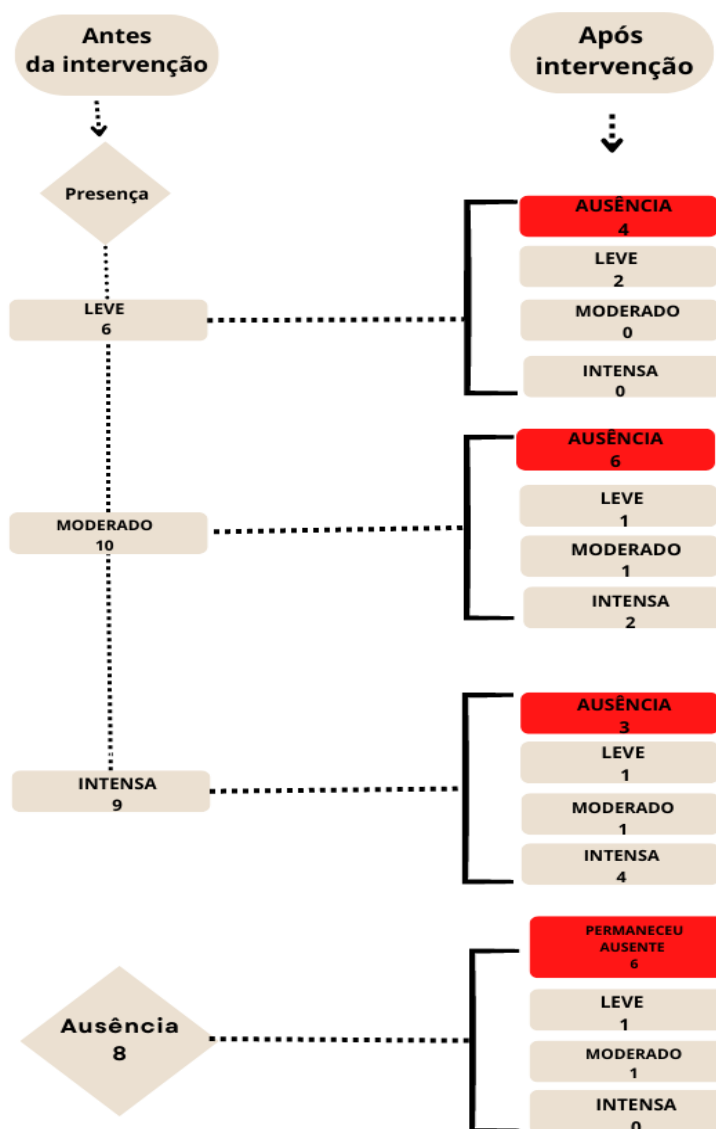 Antes
da intervenção
Após
intervenção
Presença
LEVE
6
AUSÊNCIA
4
LEVE
2
MODERADO
0
INTENSA
0
MODERADO
10
AUSÊNCIA
6
LEVE
1
MODERADO
1
INTENSA
2
INTENSA
9
AUSÊNCIA
3
LEVE
1
MODERADO
1
INTENSA
4
Ausência
8
PERMANECEU
AUSENTE
6
LEVE
1
MODERADO
1
INTENSA
0